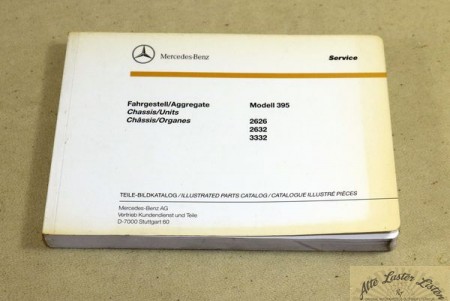 Mercedes-Benz Service
Fahrgestell/Aggregate Modell 395
Chassis/Units
Châssis/Organes 2626
2632
3332
TEILE-BILDKATALOG / ILLUSTRATED PARTS CATALOG / CATALOGUE ILLUSTRÉ PIÈCES
Mercedes-Benz AG
Vertrieb Kundendienst und Teile
D-7000 Stuttgart 60
Alte Laster Listen